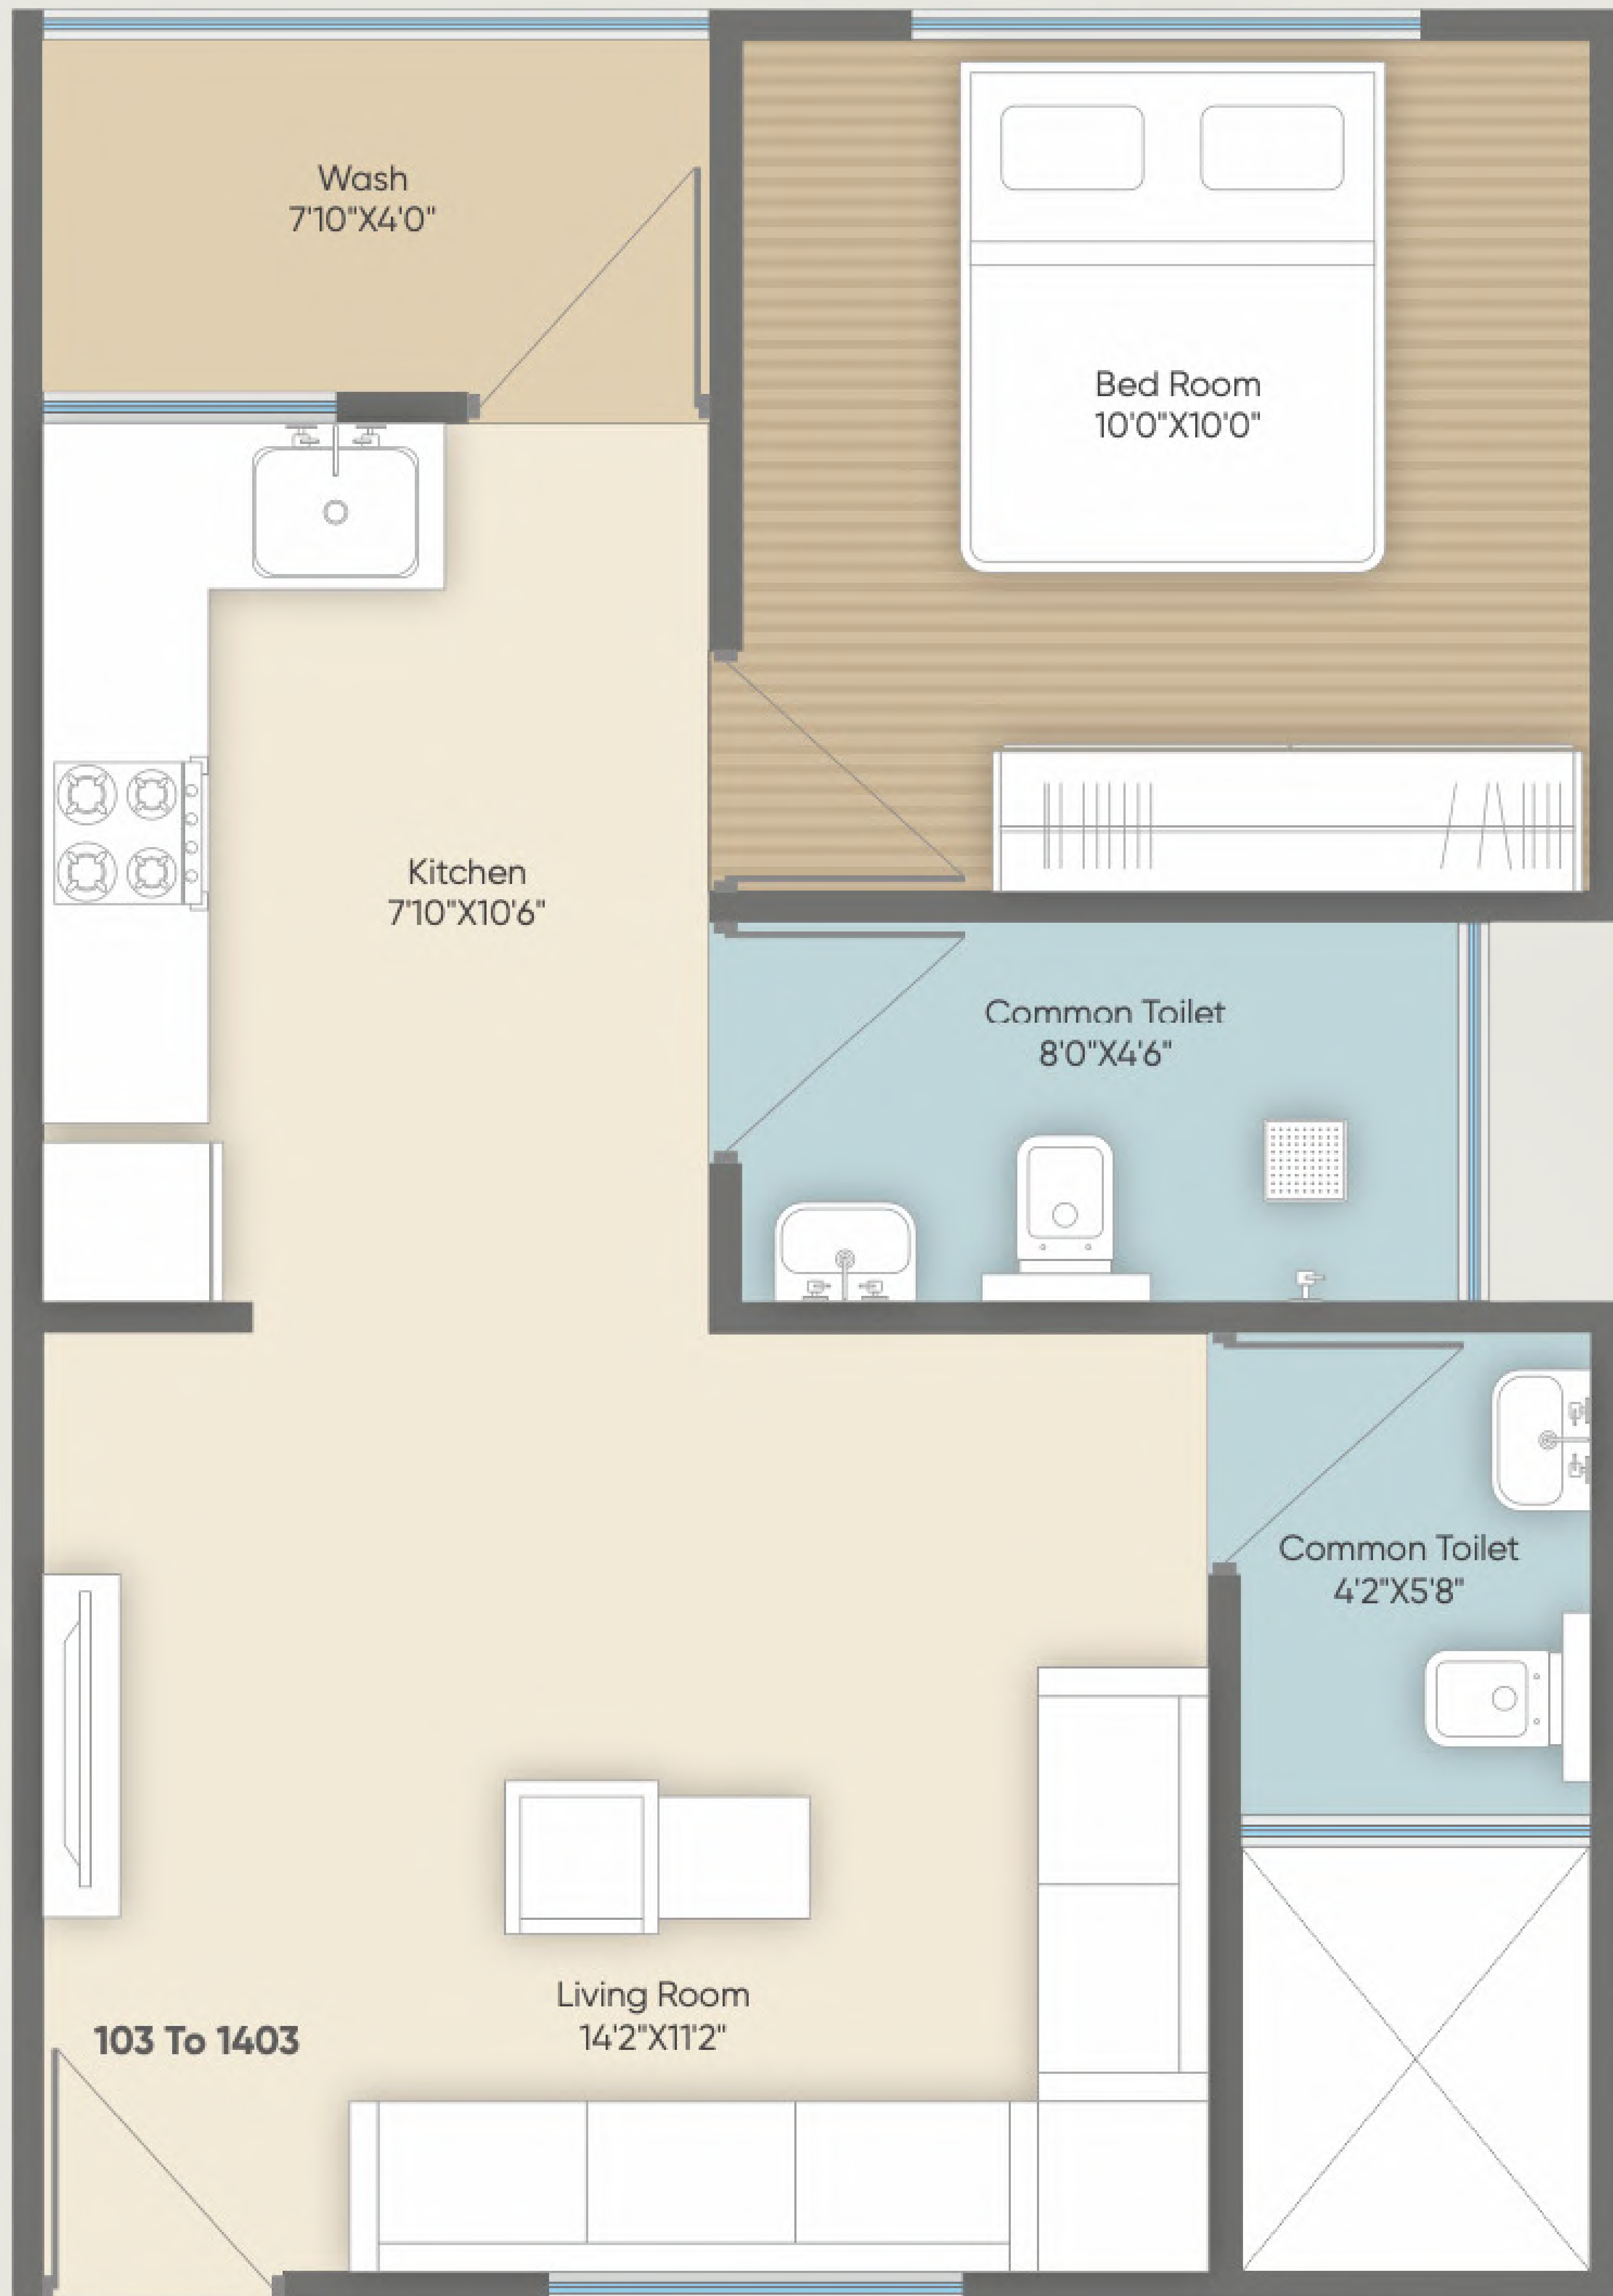 Wash
7'10"X4'0"
Bed Room
10'0"X10'0"
Kitchen
7'10"X10'6"
Common Toilet
8'0"X4'6"
Common Toilet
4'2"X5'8"
Living Room
14'2"X11'2"
103 To 1403